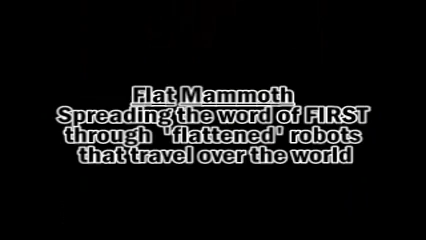 Flat Mammoth
Spreading the word of FIRST
through 'flattened' robots
that travel over the world